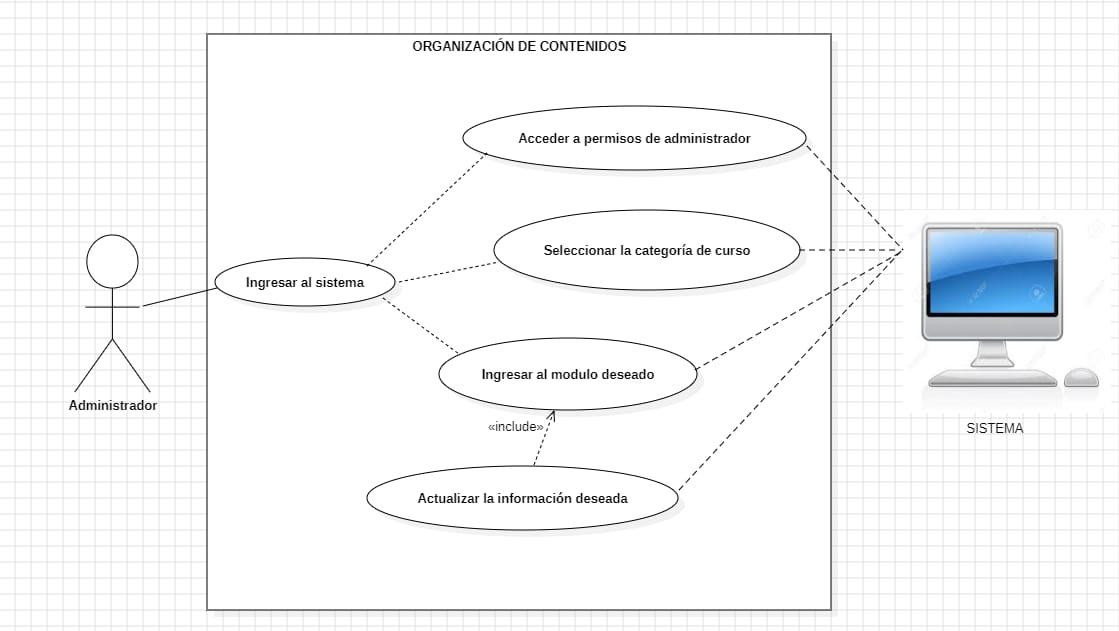 ORGANIZACIÓN DE CONTENIDOS
Acceder a permisos de administrador
Seleccionar la categoría de curso
Ingresar al sistema
Ingresar al modulo deseado
Administrador
«include»
SISTEMA
Actualizar la información deseada